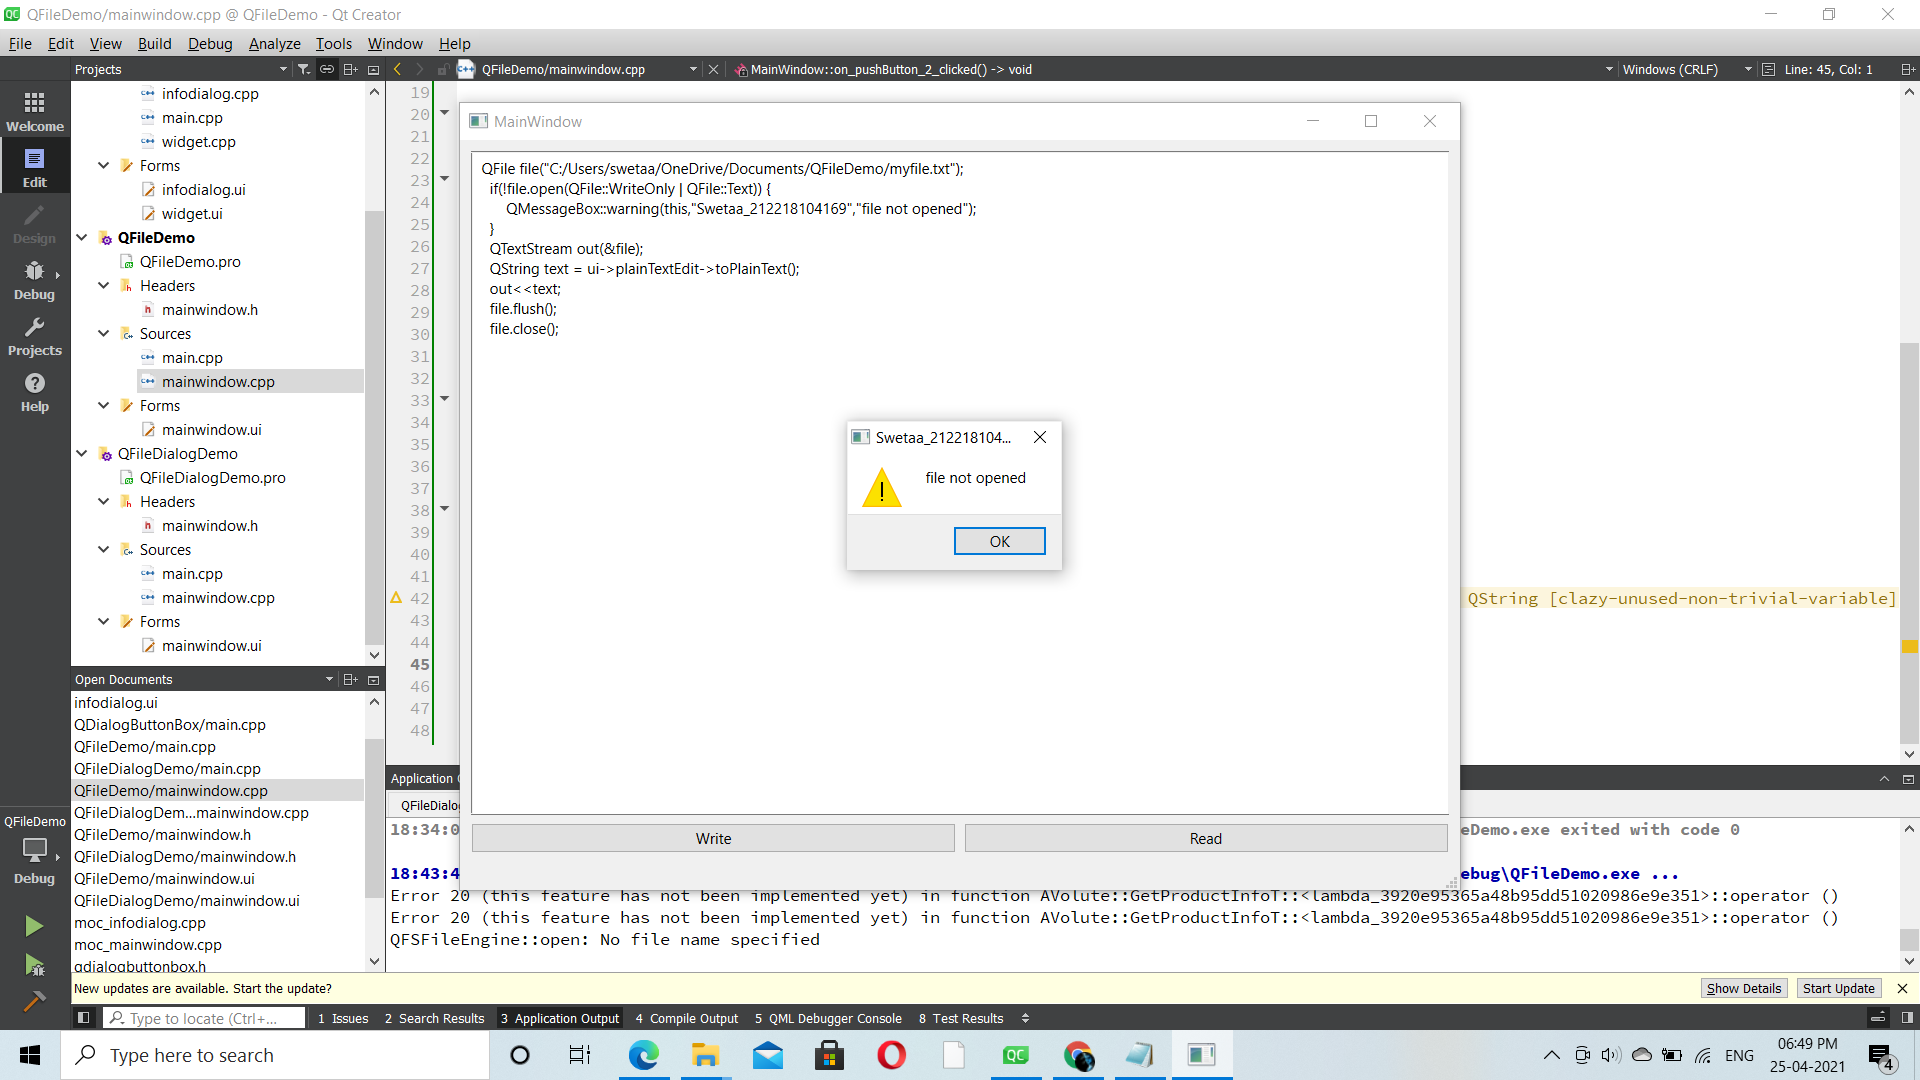 QFileDemo/mainwindow.cpp @ QFileDemo - Qt Creator
File Edit View Build Debug Analyze Tools Window Help
Projects
QFileDemo/mainwindow.cpp
MainWindow::on_pushButton_2_clicked() -> void
Windows (CRLF)
Line: 45, Col: 1
Welcome
Edit
Design
Debug
Projects
Help
infodialog.cpp
main.cpp
widget.cpp
Forms
infodialog.ui
widget.ui
QFileDemo
QFileDemo.pro
Headers
mainwindow.h
Sources
main.cpp
mainwindow.cpp
Forms
mainwindow.ui
QFileDialogDemo
QFileDialogDemo.pro
Headers
mainwindow.h
Sources
main.cpp
mainwindow.cpp
Forms
mainwindow.ui
Open Documents
infodialog.ui
QDialogButtonBox/main.cpp
QFileDemo/main.cpp
QFileDialogDemo/main.cpp
QFileDemo/mainwindow.cpp
QFileDialogDem...mainwindow.cpp
QFileDemo/mainwindow.h
QFileDialogDemo/mainwindow.h
QFileDemo/mainwindow.ui
QFileDialogDemo/mainwindow.ui
moc_infodialog.cpp
moc_mainwindow.cpp
qdialogbuttonbox.h
QFileDemo
Debug
19
20
21
22
23
24
25
26
27
28
29
30
31
32
33
34
35
36
37
38
39
40
41
42
43
44
45
46
47
48
QString [clazy-unused-non-trivial-variable]
MainWindow
QFile file("C:/Users/swetaa/OneDrive/Documents/QFileDemo/myfile.txt");
if(!file.open(QFile::WriteOnly | QFile::Text)) {
QMessageBox::warning(this,"Swetaa_212218104169","file not opened");
}
QTextStream out(&file);
QString text = ui->plainTextEdit->toPlainText();
out<<text;
file.flush();
file.close();
Swetaa_212218104...
file not opened
OK
Write
Read
Application
QFileDialo
18:34:0
eDemo.exe exited with code 0
18:43:4
ebug\QFileDemo.exe ...
Error 20 (this feature has not been implemented yet) in function AVolute::GetProductInfoT::<lambda_3920e95365a48b95dd51020986e9e351>::operator ()
Error 20 (this feature has not been implemented yet) in function AVolute::GetProductInfoT::<lambda_3920e95365a48b95dd51020986e9e351>::operator ()
QFSFileEngine::open: No file name specified
New updates are available. Start the update?
Show Details
Start Update
Type to locate (Ctrl+...
1 Issues
2 Search Results
3 Application Output
4 Compile Output
5 QML Debugger Console
8 Test Results
Type here to search
ENG
06:49 PM
25-04-2021
4